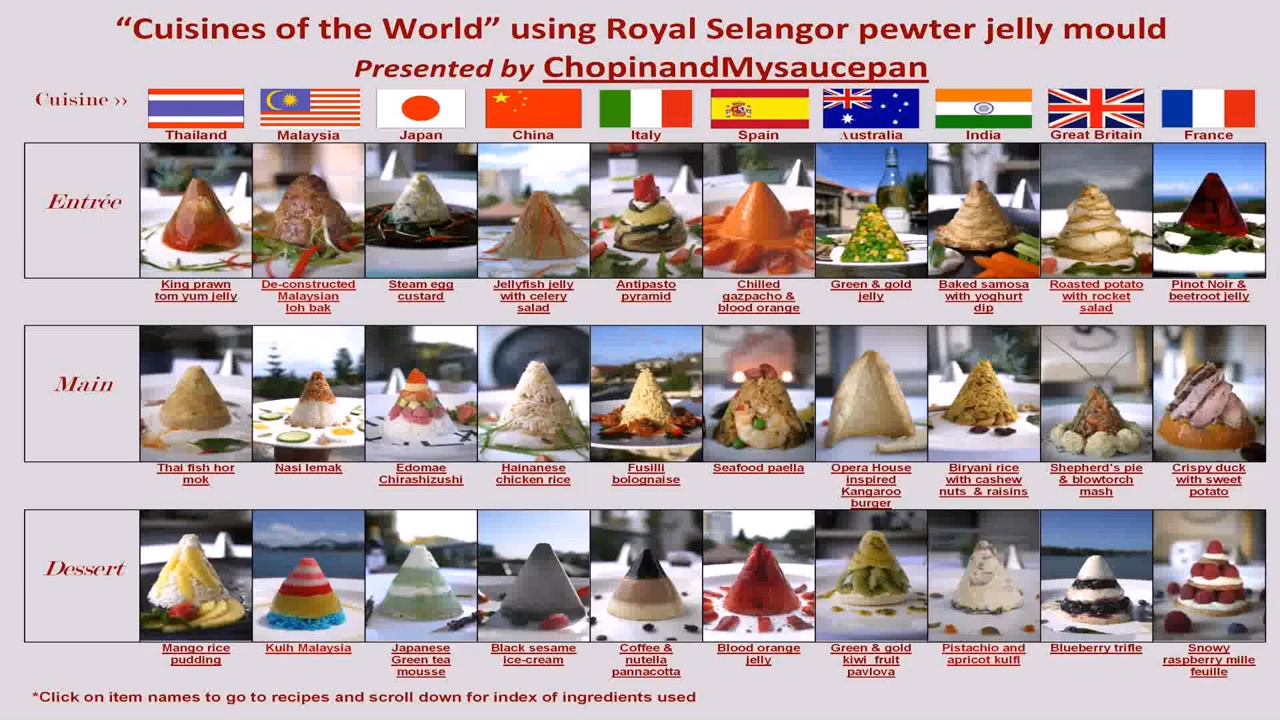 “Cuisines of the World” using Royal Selangor pewter jelly mould
Presented by ChopinandMysaucepan
Cuisine ››
Thailand
Malaysia
Japan
China
Italy
Spain
Australia
India
Great Britain
France
Entrée
King prawn
tom yum jelly
De-constructed
Malaysian
loh bak
Steam egg
custard
Jellyfish jelly
with celery
salad
Antipasto
pyramid
Chilled
gazpacho &
blood orange
Green & gold
jelly
Baked samosa
with yoghurt
dip
Roasted potato
with rocket
salad
Pinot Noir &
beetroot jelly
Main
Thai fish hor
mok
Nasi lemak
Edomae
Chirashizushi
Hainanese
chicken rice
Fusilli
bolognaise
Seafood paella
Opera House
inspired
Kangaroo
burger
Biryani rice
with cashew
nuts & raisins
Shepherd's pie
& blowtorch
mash
Crispy duck
with sweet
potato
Dessert
Mango rice
pudding
Kuih Malaysia
Japanese
Green tea
mousse
Black sesame
ice-cream
Coffee &
nutella
pannacotta
Blood orange
jelly
Green & gold
kiwi fruit
pavlova
Pistachio and
apricot kulfi
Blueberry trifle
Snowy
raspberry mille
feuille
*Click on item names to go to recipes and scroll down for index of ingredients used